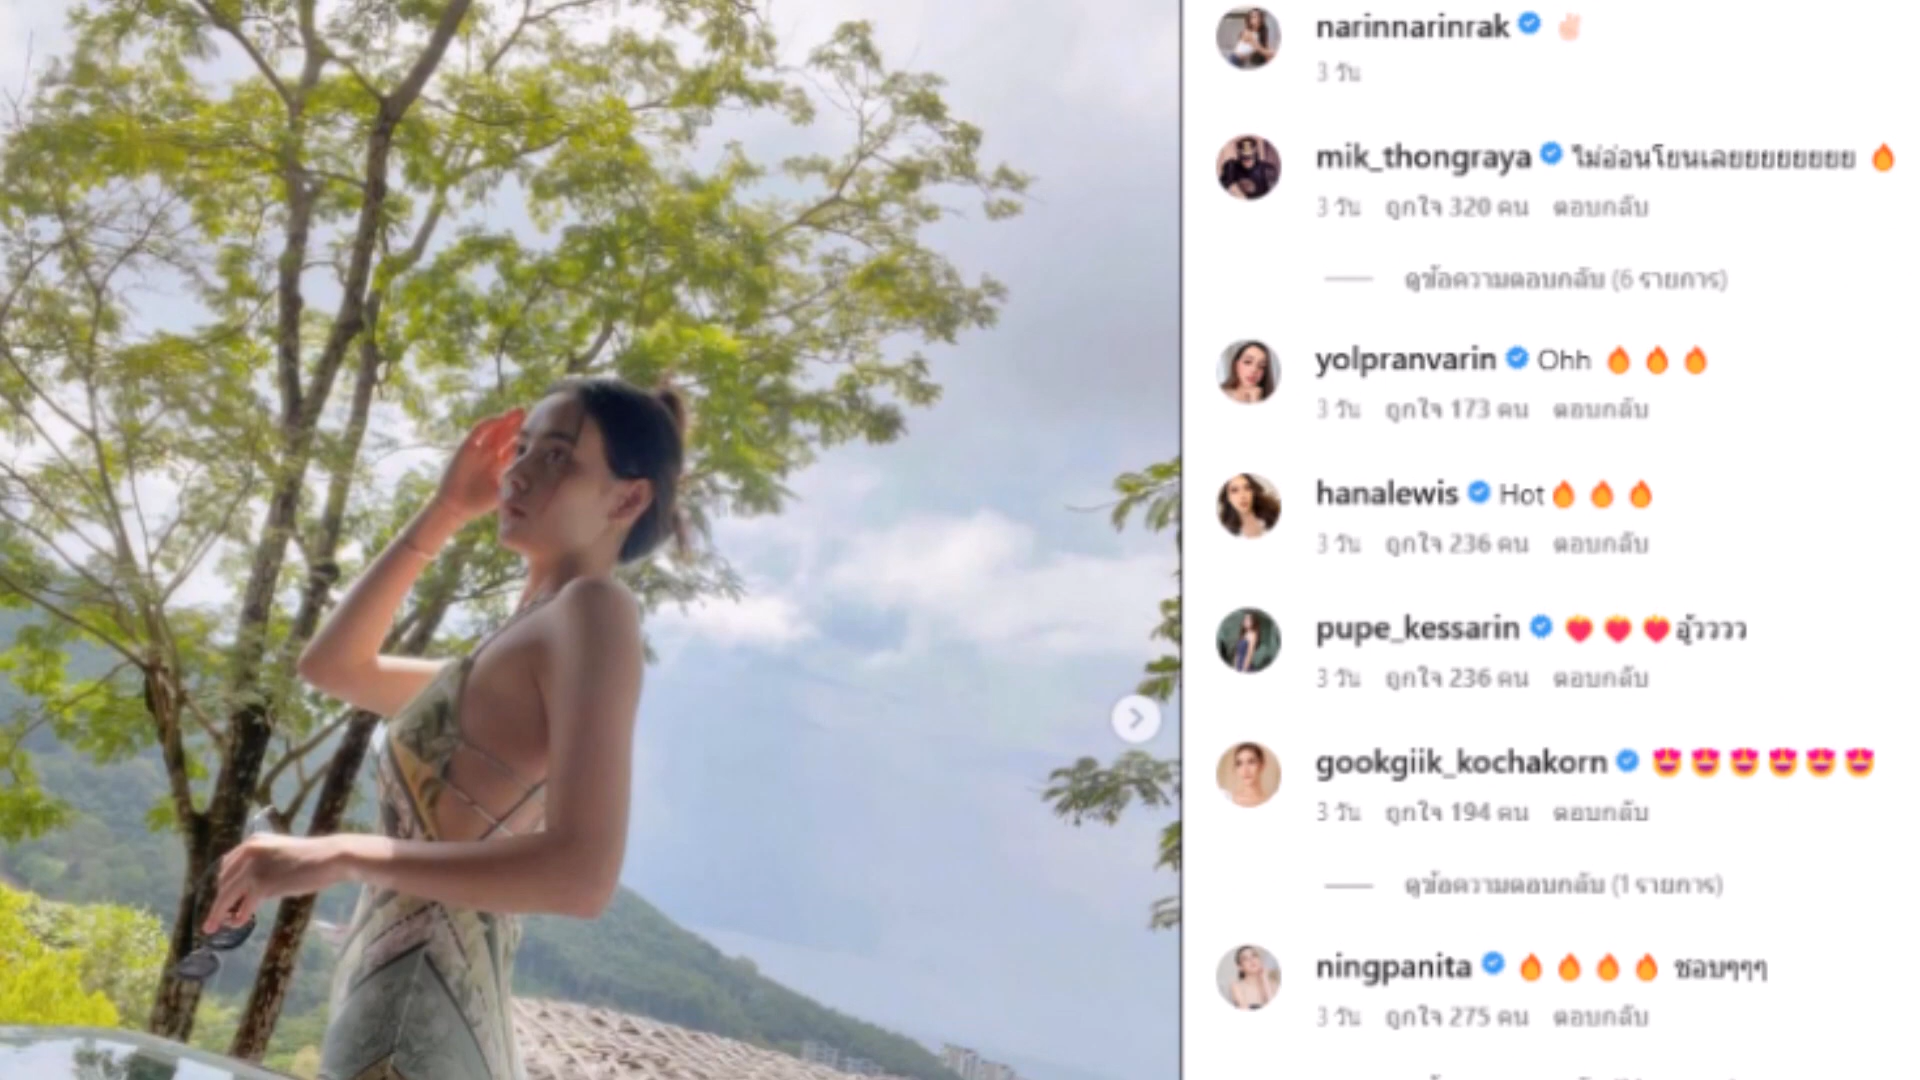 narinnarinrak ✌🏻
3 วัน
mik_thongraya ไม่อ่อนโยนเลยยยยยยยยย 🔥
3 วัน ถูกใจ 320 คน ตอบกลับ
ดูข้อความตอบกลับ (6 รายการ)
yolpranvarin Ohh 🔥🔥🔥
3 วัน ถูกใจ 173 คน ตอบกลับ
hanalewis Hot🔥🔥🔥
3 วัน ถูกใจ 236 คน ตอบกลับ
pupe_kessarin ❤️‍🔥❤️‍🔥❤️‍🔥อู้วววว
3 วัน ถูกใจ 236 คน ตอบกลับ
gookgiik_kochakorn 😍😍😍😍😍😍
3 วัน ถูกใจ 194 คน ตอบกลับ
ดูข้อความตอบกลับ (1 รายการ)
ningpanita 🔥🔥🔥🔥 ชอบๆๆๆ
3 วัน ถูกใจ 275 คน ตอบกลับ